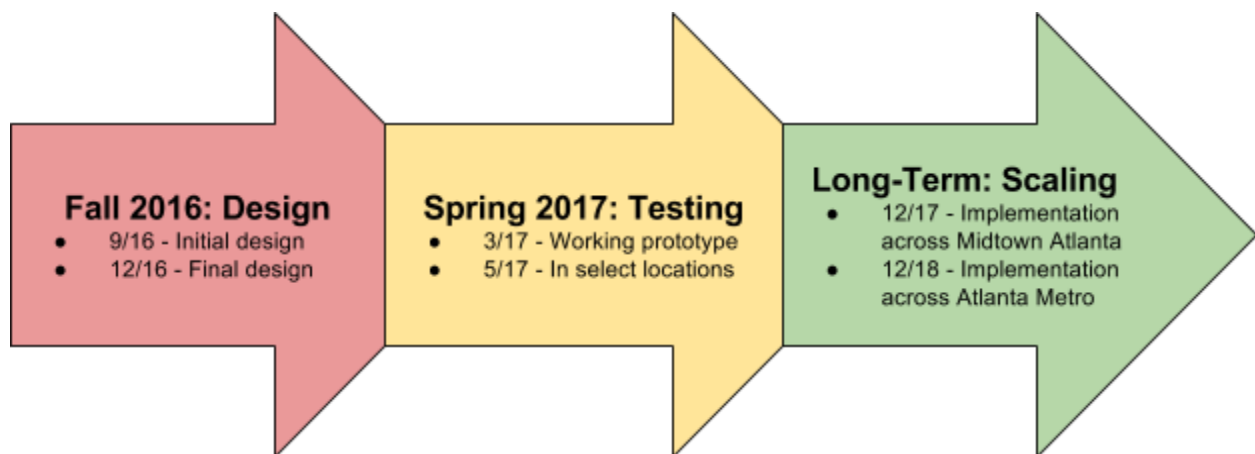 Fall 2016: Design
● 9/16 - Initial design
● 12/16 - Final design
Spring 2017: Testing
● 3/17 - Working prototype
● 5/17 - In select locations
Long-Term: Scaling
● 12/17 - Implementation
across Midtown Atlanta
● 12/18 - Implementation
across Atlanta Metro